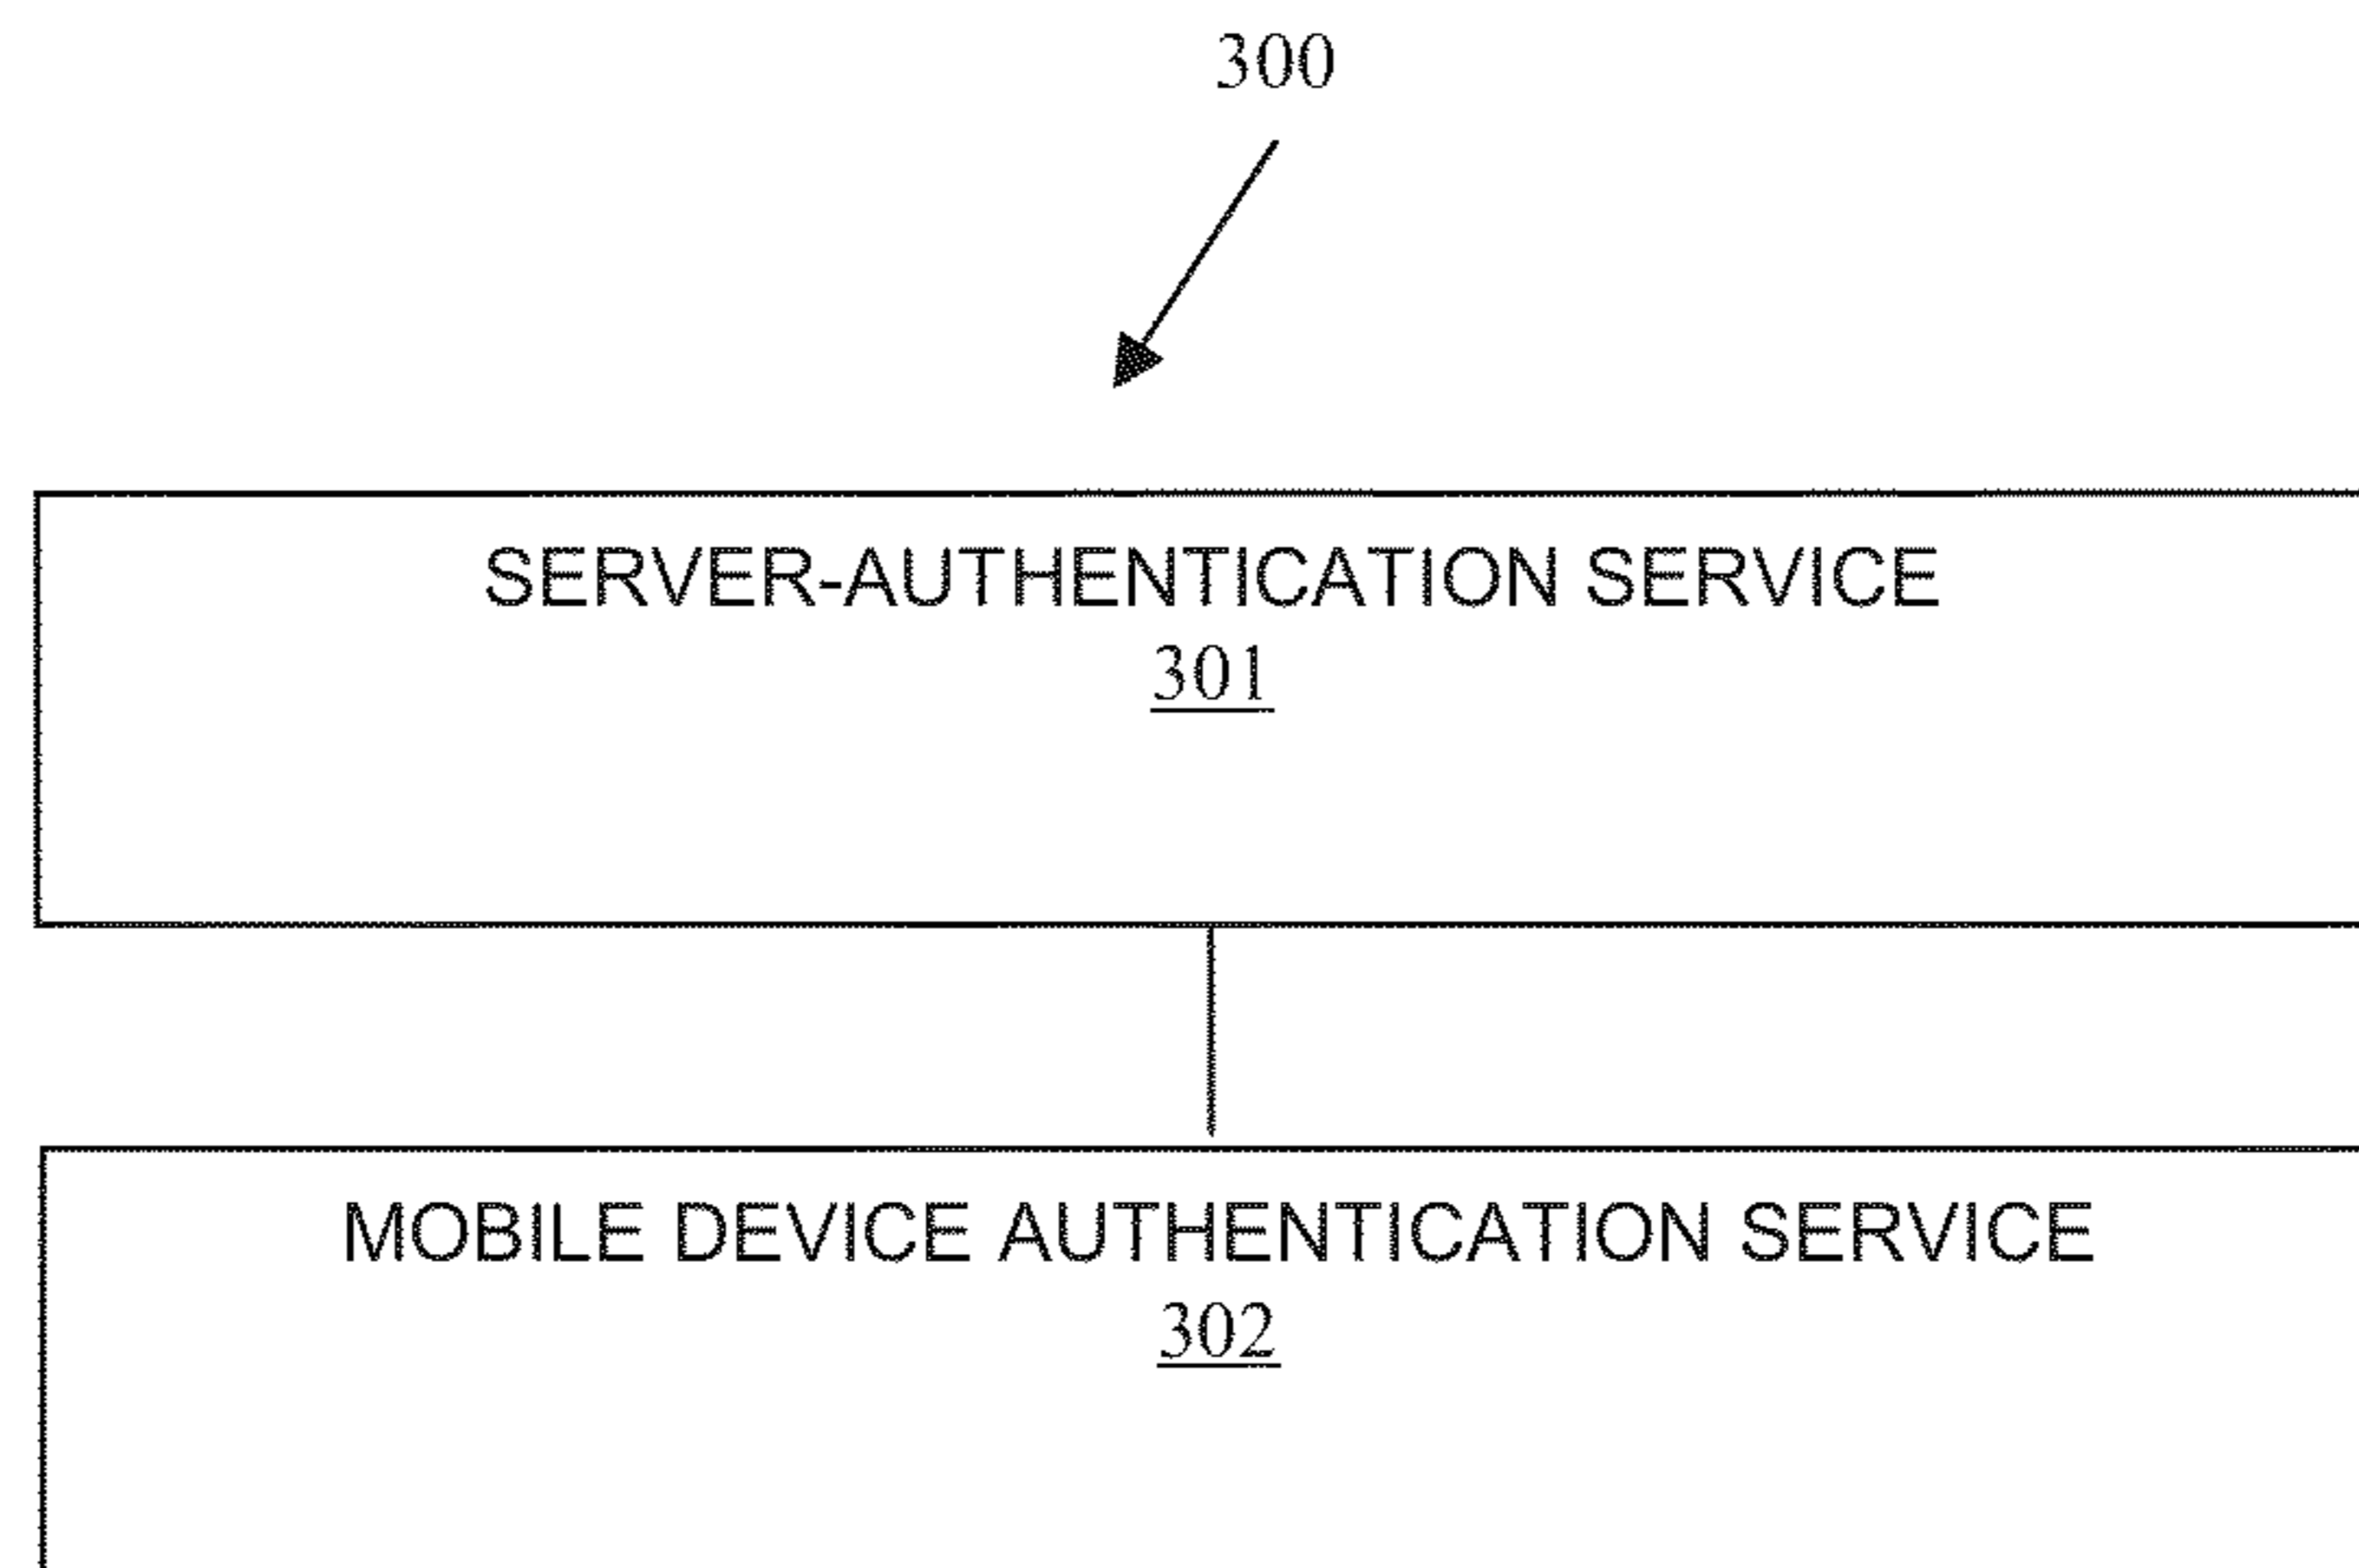 300
SERVER-AUTHENTICATION SERVICE
301
MOBILE DEVICE AUTHENTICATION SERVICE
302